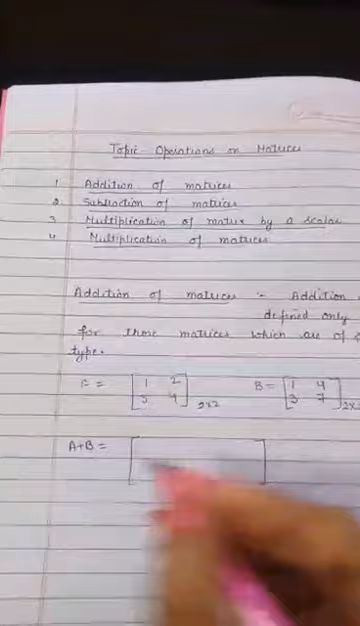 Topic Operations on Matrices
1 Addition of matrices
2 Subtraction of matrices
3 Multiplication of matrix by a scalar
4 Multiplication of matrices
Addition of matrices :- Addition
defined only
for those matrices which are of
type.
= [1 2 B = [1 4
3 4] 2x2 3 7] 2x
A+B = [ ]